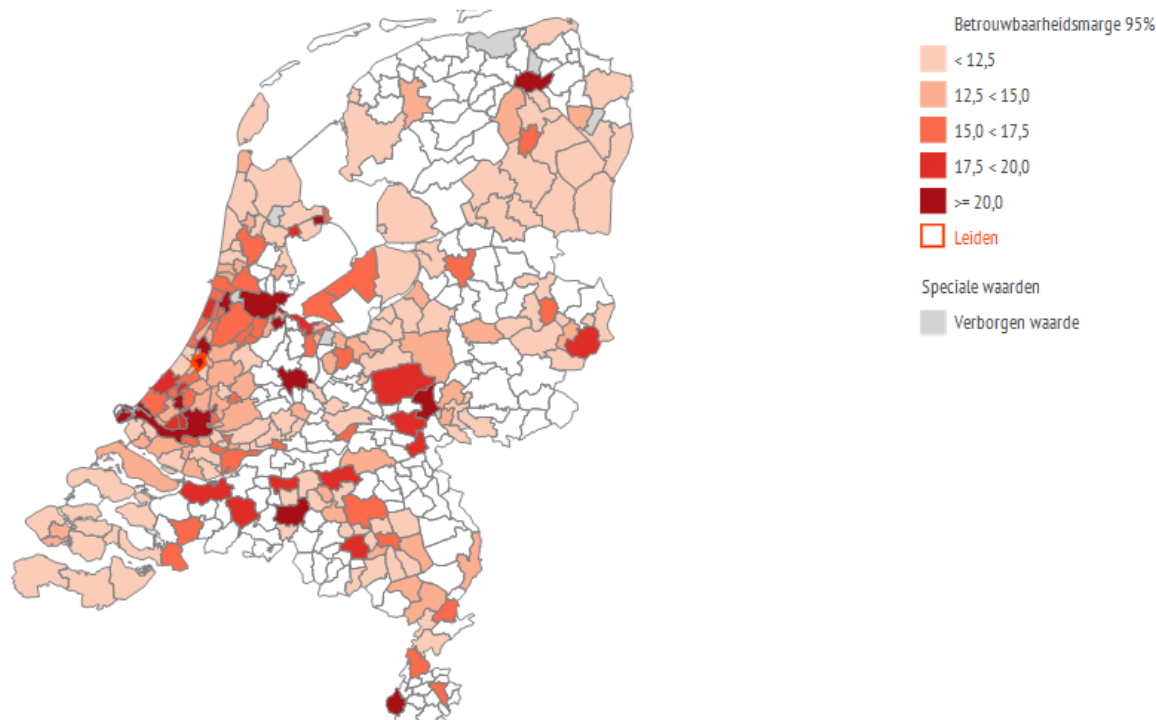 Betrouwbaarheidsmarge 95%
< 12,5
12,5 < 15,0
15,0 < 17,5
17,5 < 20,0
>= 20,0
Leiden
Speciale waarden
Verborgen waarde